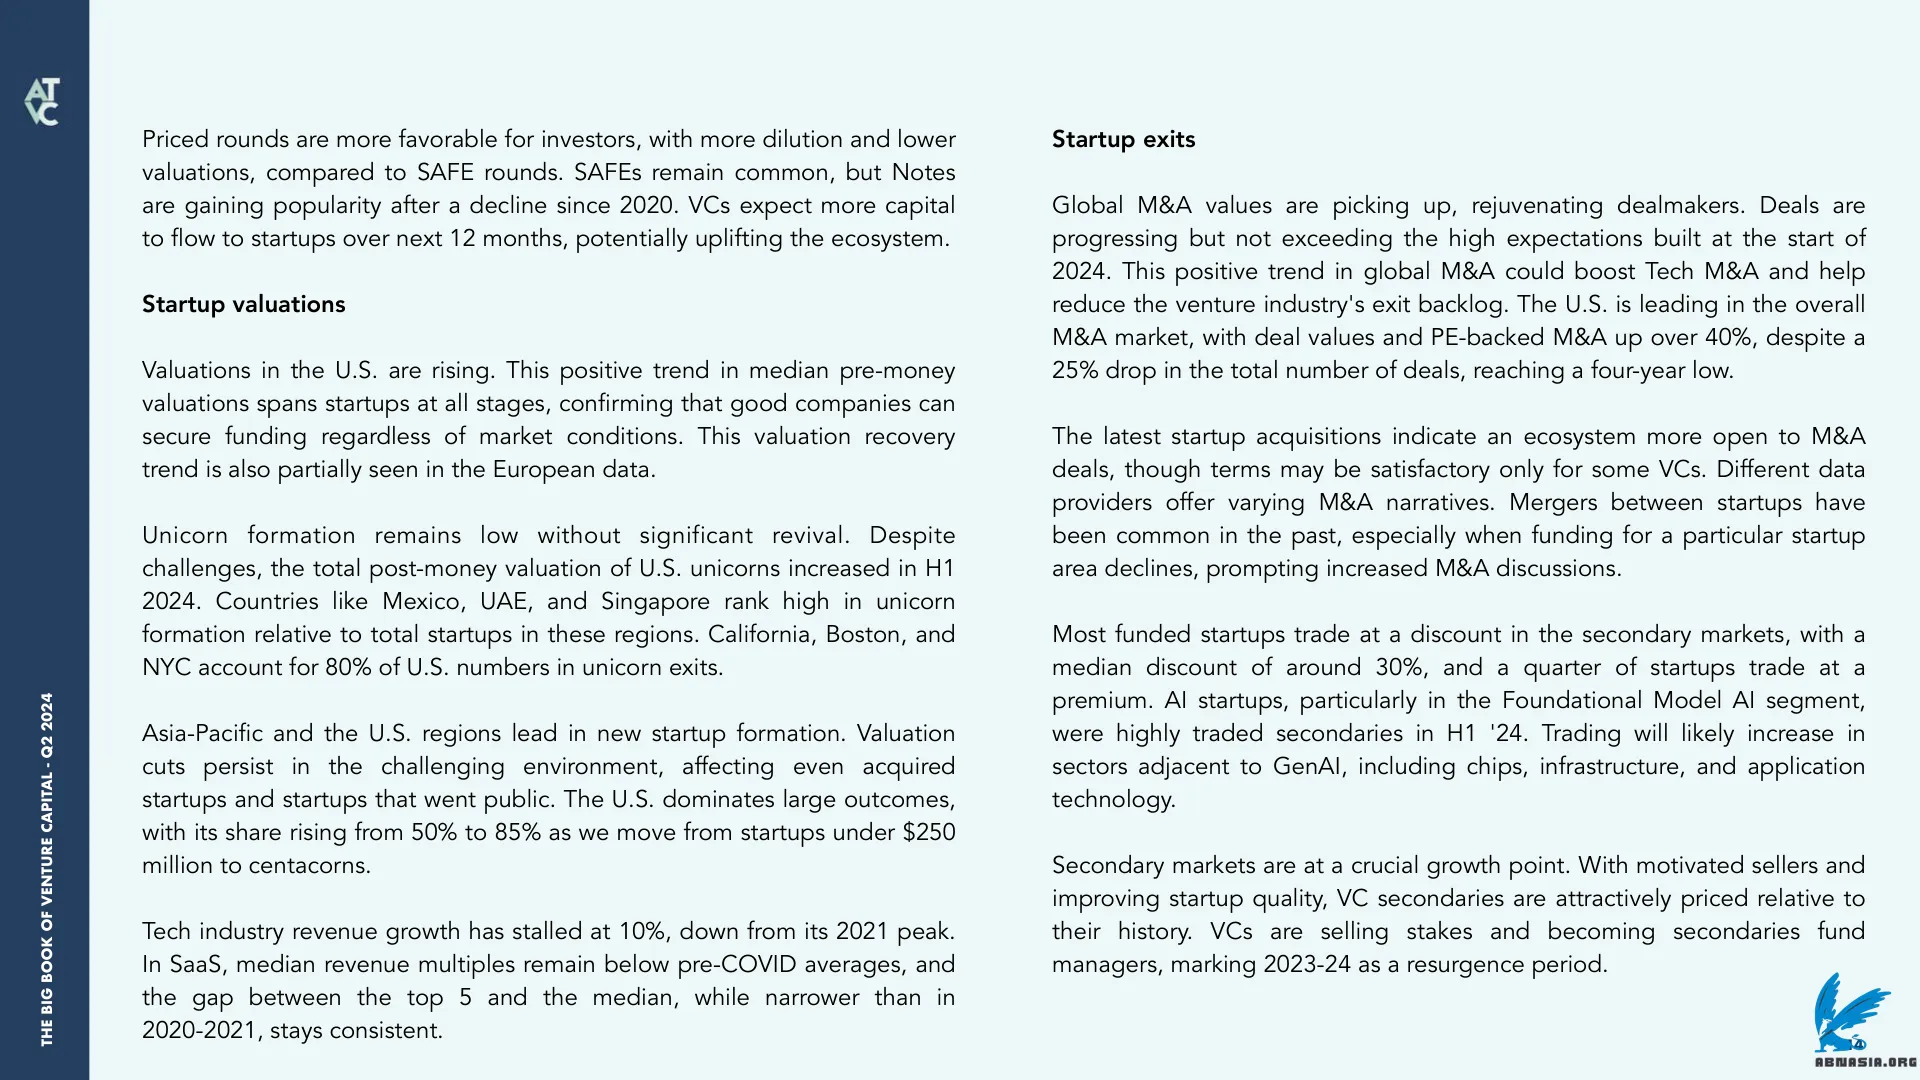 AT
VC
THE BIG BOOK OF VENTURE CAPITAL - Q2 2024
Priced rounds are more favorable for investors, with more dilution and lower
valuations, compared to SAFE rounds. SAFEs remain common, but Notes
are gaining popularity after a decline since 2020. VCs expect more capital
to flow to startups over next 12 months, potentially uplifting the ecosystem.
Startup valuations
Valuations in the U.S. are rising. This positive trend in median pre-money
valuations spans startups at all stages, confirming that good companies can
secure funding regardless of market conditions. This valuation recovery
trend is also partially seen in the European data.
Unicorn formation remains low without significant revival. Despite
challenges, the total post-money valuation of U.S. unicorns increased in H1
2024. Countries like Mexico, UAE, and Singapore rank high in unicorn
formation relative to total startups in these regions. California, Boston, and
NYC account for 80% of U.S. numbers in unicorn exits.
Asia-Pacific and the U.S. regions lead in new startup formation. Valuation
cuts persist in the challenging environment, affecting even acquired
startups and startups that went public. The U.S. dominates large outcomes,
with its share rising from 50% to 85% as we move from startups under $250
million to centacorns.
Tech industry revenue growth has stalled at 10%, down from its 2021 peak.
In SaaS, median revenue multiples remain below pre-COVID averages, and
the gap between the top 5 and the median, while narrower than in
2020-2021, stays consistent.
Startup exits
Global M&A values are picking up, rejuvenating dealmakers. Deals are
progressing but not exceeding the high expectations built at the start of
2024. This positive trend in global M&A could boost Tech M&A and help
reduce the venture industry's exit backlog. The U.S. is leading in the overall
M&A market, with deal values and PE-backed M&A up over 40%, despite a
25% drop in the total number of deals, reaching a four-year low.
The latest startup acquisitions indicate an ecosystem more open to M&A
deals, though terms may be satisfactory only for some VCs. Different data
providers offer varying M&A narratives. Mergers between startups have
been common in the past, especially when funding for a particular startup
area declines, prompting increased M&A discussions.
Most funded startups trade at a discount in the secondary markets, with a
median discount of around 30%, and a quarter of startups trade at a
premium. AI startups, particularly in the Foundational Model AI segment,
were highly traded secondaries in H1 '24. Trading will likely increase in
sectors adjacent to GenAI, including chips, infrastructure, and application
technology.
Secondary markets are at a crucial growth point. With motivated sellers and
improving startup quality, VC secondaries are attractively priced relative to
their history. VCs are selling stakes and becoming secondaries fund
managers, marking 2023-24 as a resurgence period.
ABNASIA.ORG